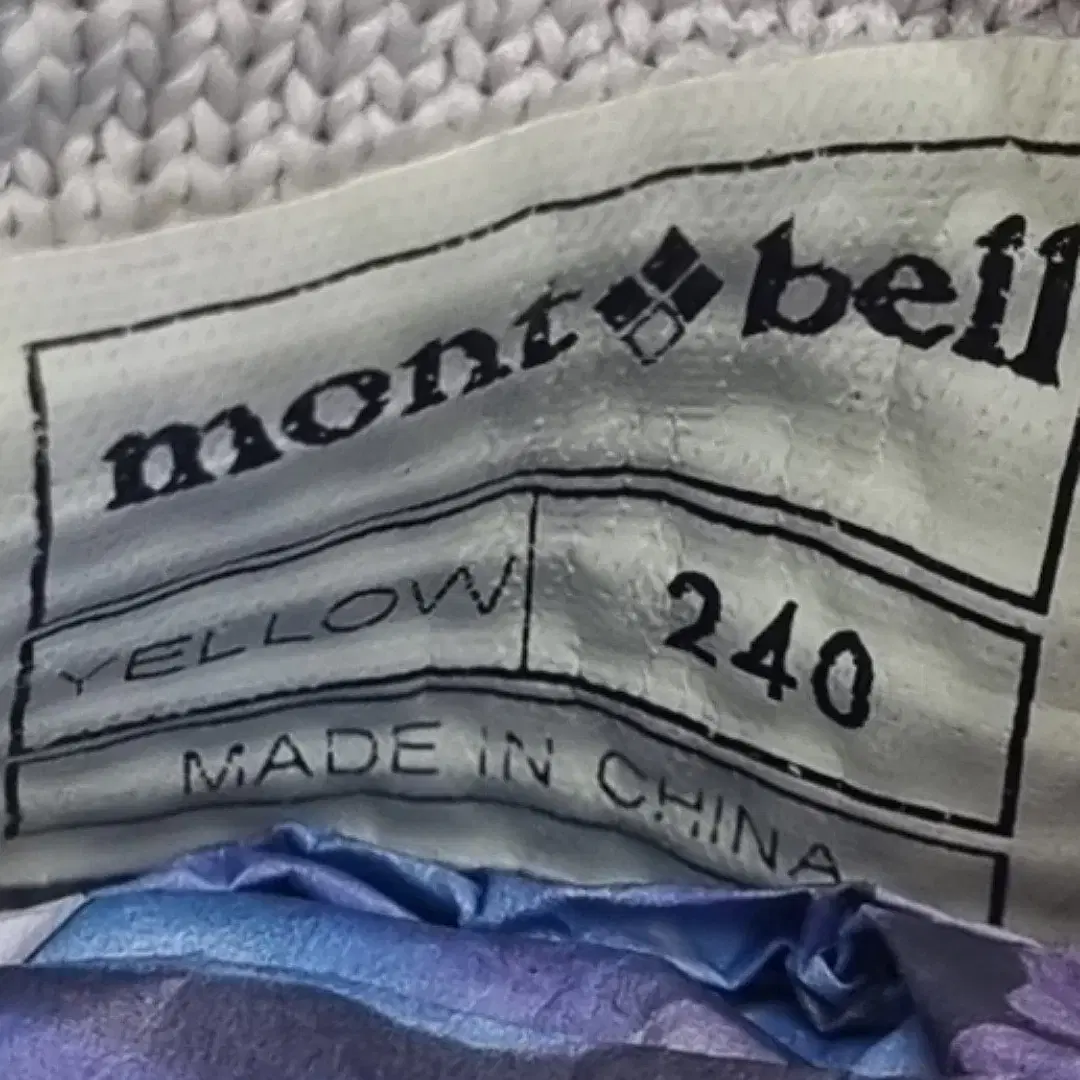 mont bell
YELLOW 240
MADE IN CHINA